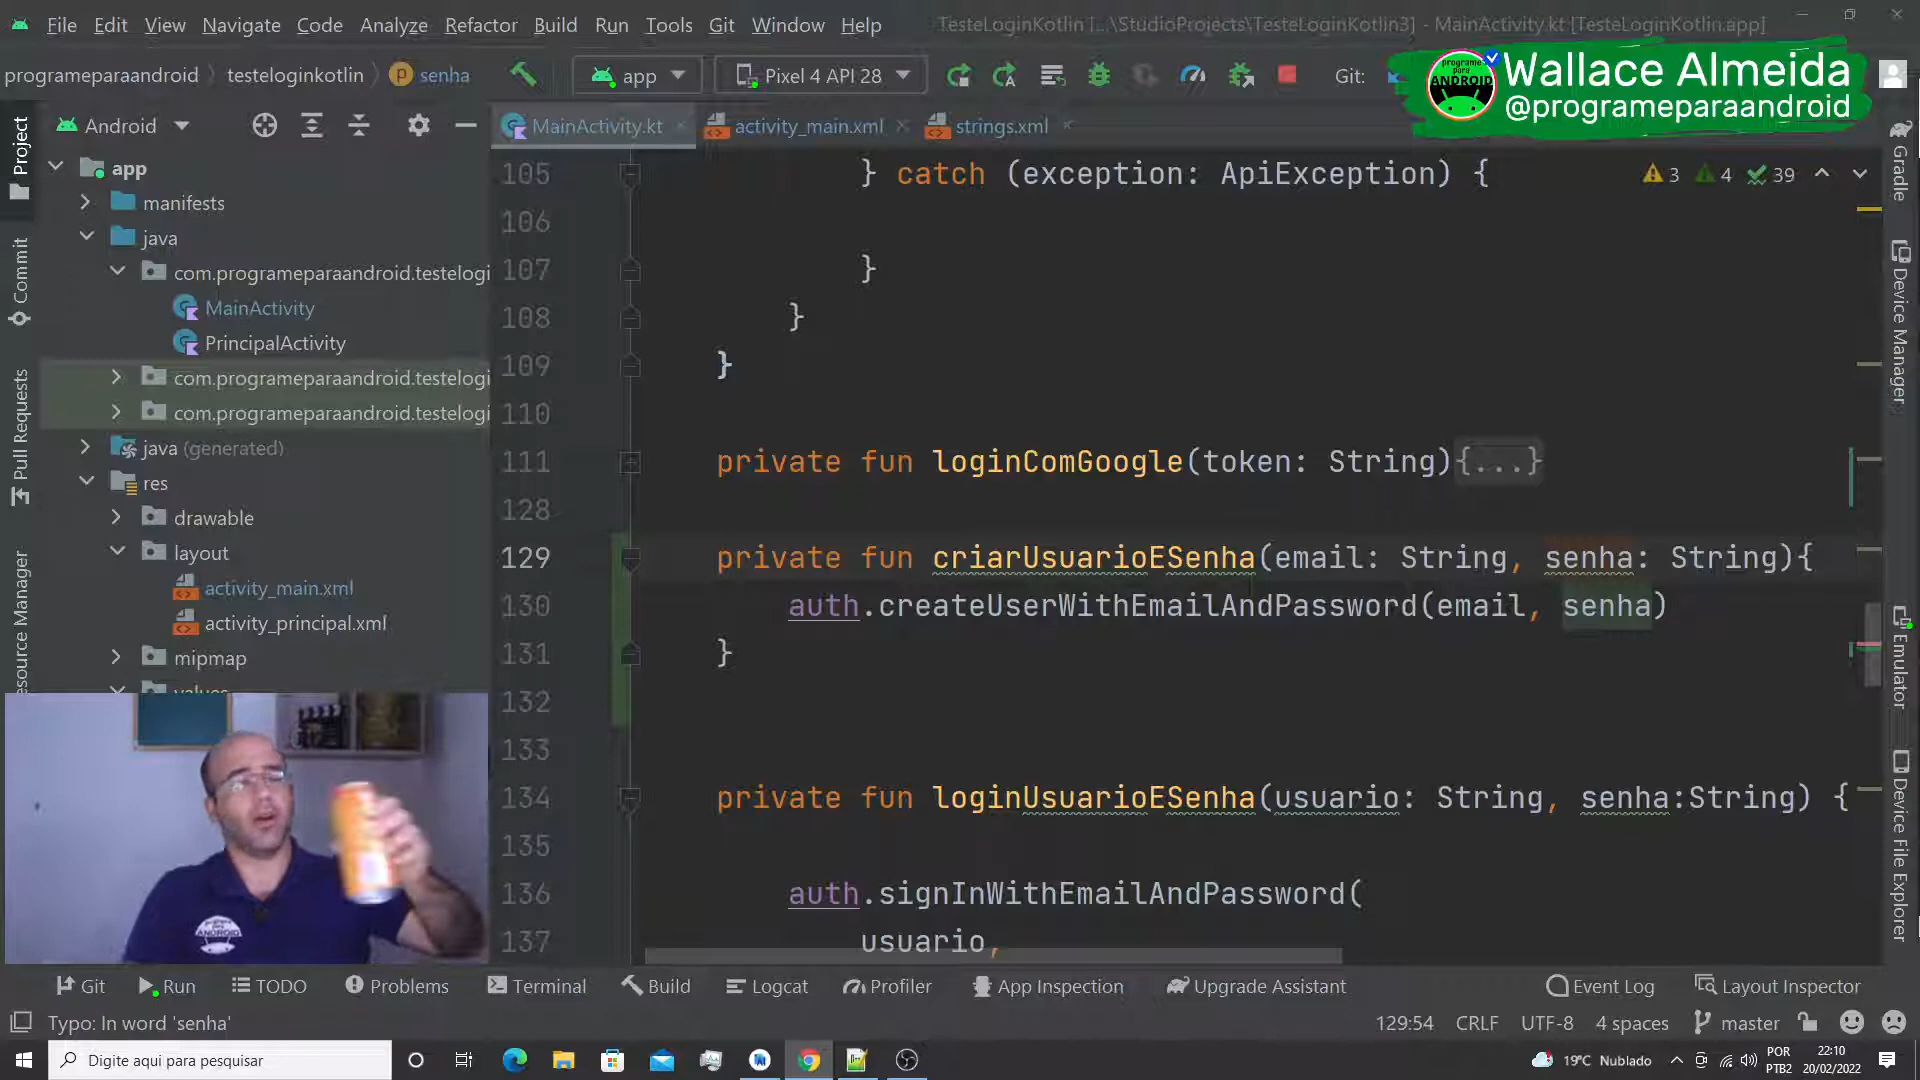 File Edit View Navigate Code Analyze Refactor Build Run Tools Git Window Help TesteLoginKotlin [...\StudioProjects\TesteLoginKotlin3] - MainActivity.kt [TesteLoginKotlin.app]
programeparaandroid testeloginkotlin senha app Pixel 4 API 28 Git:
Wallace Almeida
@programeparaandroid
programe
para
ANDROID
Android
MainActivity.kt activity_main.xml strings.xml
Project
Commit
Pull Requests
Resource Manager
app
manifests
java
com.programeparaandroid.testelogi
MainActivity
PrincipalActivity
com.programeparaandroid.testelogi
com.programeparaandroid.testelogi
java (generated)
res
drawable
layout
activity_main.xml
activity_principal.xml
mipmap
values
3 4 39
105 } catch (exception: ApiException) {
106
107 }
108 }
109 }
110
111 private fun loginComGoogle(token: String){...}
128
129 private fun criarUsuarioESenha(email: String, senha: String){
130 auth.createUserWithEmailAndPassword(email, senha)
131 }
132
133
134 private fun loginUsuarioESenha(usuario: String, senha:String) {
135
136 auth.signInWithEmailAndPassword(
137 usuario,
Gradle
Device Manager
Emulator
Device File Explorer
ANDROID
Git Run TODO Problems Terminal Build Logcat Profiler App Inspection Upgrade Assistant Event Log Layout Inspector
Typo: In word 'senha' 129:54 CRLF UTF-8 4 spaces master
Digite aqui para pesquisar 19°C Nublado POR 22:10
PTB2 20/02/2022